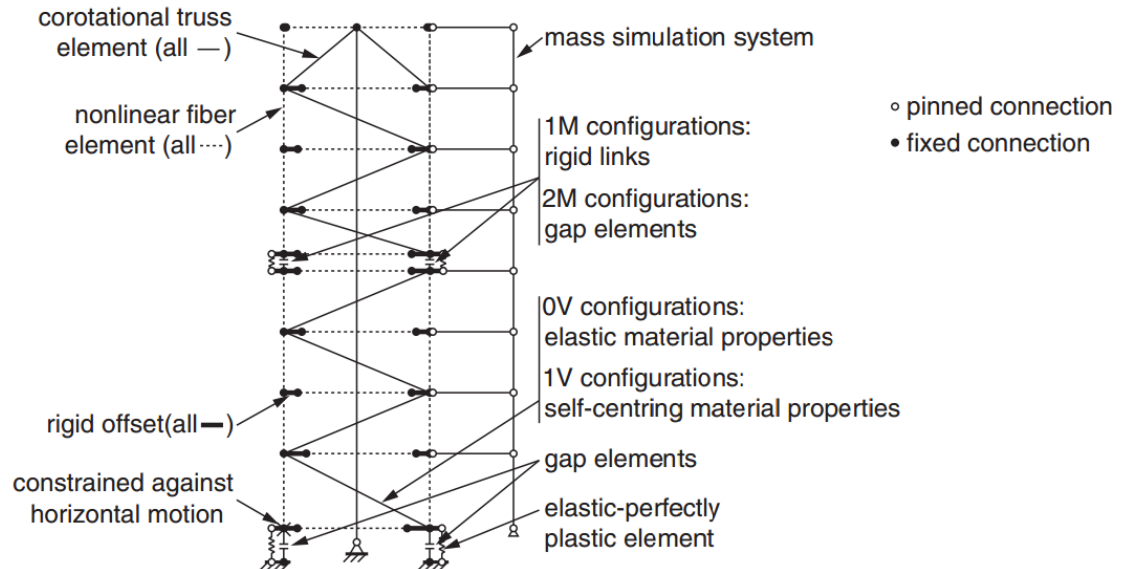 corotational truss
element (all — )
nonlinear fiber
element (all ---- )
rigid offset(all — )
constrained against
horizontal motion
mass simulation system
1M configurations:
rigid links
2M configurations:
gap elements
0V configurations:
elastic material properties
1V configurations:
self-centring material properties
gap elements
elastic-perfectly
plastic element
pinned connection
fixed connection